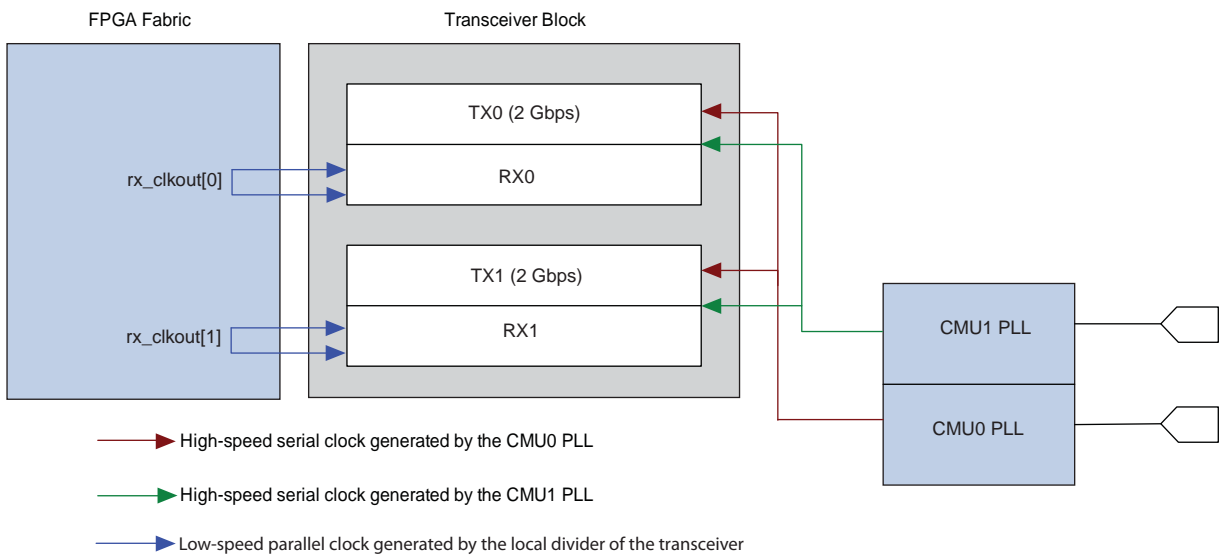 FPGA Fabric
Transceiver Block
TX0 (2 Gbps)
rx_clkout[0]
RX0
TX1 (2 Gbps)
rx_clkout[1]
RX1
CMU1 PLL
CMU0 PLL
High-speed serial clock generated by the CMU0 PLL
High-speed serial clock generated by the CMU1 PLL
Low-speed parallel clock generated by the local divider of the transceiver